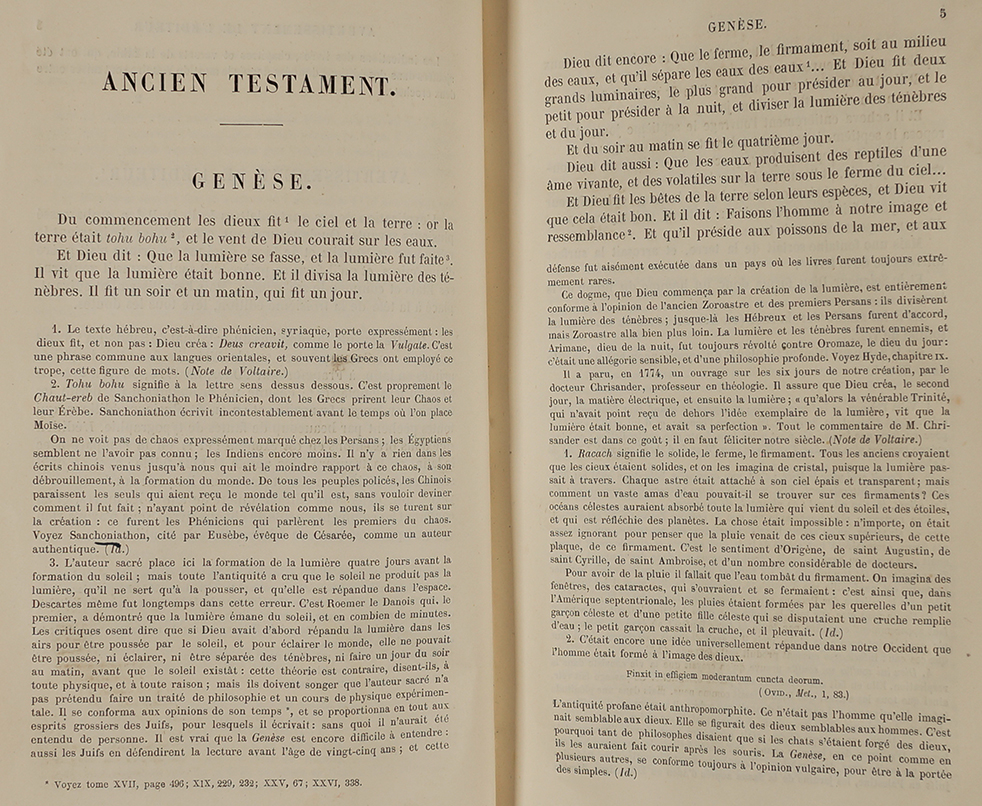 ANCIEN TESTAMENT.
GENÈSE.
Du commencement les dieux fit¹ le ciel et la terre : or la
terre était tohu bohu², et le vent de Dieu courait sur les eaux.
Et Dieu dit : Que la lumière se fasse, et la lumière fut faite³.
Il vit que la lumière était bonne. Et il divisa la lumière des té-
nèbres. Il fit un soir et un matin, qui fit un jour.
1. Le texte hébreu, c'est-à-dire phénicien, syriaque, porte expressément : les
dieux fit, et non pas : Dieu créa : Deus creavit, comme le porte la Vulgate. C'est
une phrase commune aux langues orientales, et souvent les Grecs ont employé ce
trope, cette figure de mots. (Note de Voltaire.)
2. Tohu bohu signifie à la lettre sens dessus dessous. C'est proprement le
Chaut-ereb de Sanchoniathon le Phénicien, dont les Grecs prirent leur Chaos et
leur Érèbe. Sanchoniathon écrivit incontestablement avant le temps où l'on place
Moïse.
On ne voit pas de chaos expressément marqué chez les Persans ; les Égyptiens
semblent ne l'avoir pas connu ; les Indiens encore moins. Il n'y a rien dans les
écrits chinois venus jusqu'à nous qui ait le moindre rapport à ce chaos, à son
débrouillement, à la formation du monde. De tous les peuples policés, les Chinois
paraissent les seuls qui aient reçu le monde tel qu'il est, sans vouloir deviner
comment il fut fait ; n'ayant point de révélation comme nous, ils se turent sur
la création : ce furent les Phéniciens qui parlèrent les premiers du chaos.
Voyez Sanchoniathon, cité par Eusèbe, évêque de Césarée, comme un auteur
authentique. (Id.)
3. L'auteur sacré place ici la formation de la lumière quatre jours avant la
formation du soleil ; mais toute l'antiquité a cru que le soleil ne produit pas la
lumière, qu'il ne sert qu'à la pousser, et qu'elle est répandue dans l'espace.
Descartes même fut longtemps dans cette erreur. C'est Roemer le Danois qui, le
premier, a démontré que la lumière émane du soleil, et en combien de minutes.
Les critiques osent dire que si Dieu avait d'abord répandu la lumière dans les
airs pour être poussée par le soleil, et pour éclairer le monde, elle ne pouvait
être poussée, ni éclairer, ni être séparée des ténèbres, ni faire un jour du soir
au matin, avant que le soleil existât : cette théorie est contraire, disent-ils, à
toute physique, et à toute raison ; mais ils doivent songer que l'auteur sacré n'a
pas prétendu faire un traité de philosophie et un cours de physique expérimen-
tale. Il se conforma aux opinions de son temps *, et se proportionna en tout aux
esprits grossiers des Juifs, pour lesquels il écrivait : sans quoi il n'aurait été
entendu de personne. Il est vrai que la Genèse est encore difficile à entendre :
aussi les Juifs en défendirent la lecture avant l'âge de vingt-cinq ans ; et cette
* Voyez tome XVII, page 496 ; XIX, 229, 232 ; XXV, 67 ; XXVI, 338.
GENÈSE.
5
Dieu dit encore : Que le ferme, le firmament, soit au milieu
des eaux, et qu'il sépare les eaux des eaux¹... Et Dieu fit deux
grands luminaires, le plus grand pour présider au jour, et le
petit pour présider à la nuit, et diviser la lumière des ténèbres
et du jour.
Et du soir au matin se fit le quatrième jour.
Dieu dit aussi : Que les eaux produisent des reptiles d'une
âme vivante, et des volatiles sur la terre sous le ferme du ciel...
Et Dieu fit les bêtes de la terre selon leurs espèces, et Dieu vit
que cela était bon. Et il dit : Faisons l'homme à notre image et
ressemblance². Et qu'il préside aux poissons de la mer, et aux
défense fut aisément exécutée dans un pays où les livres furent toujours extrê-
mement rares.
Ce dogme, que Dieu commença par la création de la lumière, est entièrement
conforme à l'opinion de l'ancien Zoroastre et des premiers Persans : ils divisèrent
la lumière des ténèbres ; jusque-là les Hébreux et les Persans furent d'accord,
mais Zoroastre alla bien plus loin. La lumière et les ténèbres furent ennemis, et
Arimane, dieu de la nuit, fut toujours révolté contre Oromaze, le dieu du jour :
c'était une allégorie sensible, et d'une philosophie profonde. Voyez Hyde, chapitre IX.
Il a paru, en 1774, un ouvrage sur les six jours de notre création, par le
docteur Chrisander, professeur en théologie. Il assure que Dieu créa, le second
jour, la matière électrique, et ensuite la lumière ; « qu'alors la vénérable Trinité,
qui n'avait point reçu de dehors l'idée exemplaire de la lumière, vit que la
lumière était bonne, et avait sa perfection ». Tout le commentaire de M. Chri-
sander est dans ce goût ; il en faut féliciter notre siècle. (Note de Voltaire.)
1. Racach signifie le solide, le ferme, le firmament. Tous les anciens croyaient
que les cieux étaient solides, et on les imagina de cristal, puisque la lumière pas-
sait à travers. Chaque astre était attaché à son ciel épais et transparent ; mais
comment un vaste amas d'eau pouvait-il se trouver sur ces firmaments? Ces
océans célestes auraient absorbé toute la lumière qui vient du soleil et des étoiles,
et qui est réfléchie des planètes. La chose était impossible : n'importe, on était
assez ignorant pour penser que la pluie venait de ces cieux supérieurs, de cette
plaque, de ce firmament. C'est le sentiment d'Origène, de saint Augustin, de
saint Cyrille, de saint Ambroise, et d'un nombre considérable de docteurs.
Pour avoir de la pluie il fallait que l'eau tombât du firmament. On imagina des
fenêtres, des cataractes, qui s'ouvraient et se fermaient : c'est ainsi que, dans
l'Amérique septentrionale, les pluies étaient formées par les querelles d'un petit
garçon céleste et d'une petite fille céleste qui se disputaient une cruche remplie
d'eau ; le petit garçon cassait la cruche, et il pleuvait. (Id.)
2. C'était encore une idée universellement répandue dans notre Occident que
l'homme était formé à l'image des dieux.
Finxit in effigiem moderantum cuncta deorum.
(Ovid., Met., 1, 83.)
L'antiquité profane était anthropomorphite. Ce n'était pas l'homme qu'elle imagi-
nait semblable aux dieux. Elle se figurait des dieux semblables aux hommes. C'est
pourquoi tant de philosophes disaient que si les chats s'étaient forgé des dieux,
ils les auraient fait courir après les souris. La Genèse, en ce point comme en
plusieurs autres, se conforme toujours à l'opinion vulgaire, pour être à la portée
des simples. (Id.)